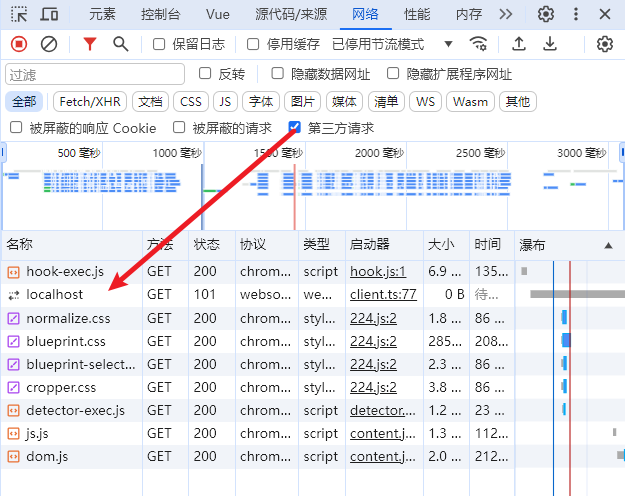 元素 控制台 Vue 源代码/来源 网络 性能 内存
保留日志 停用缓存 已停用节流模式
过滤 反转 隐藏数据网址 隐藏扩展程序网址
全部 Fetch/XHR 文档 CSS JS 字体 图片 媒体 清单 WS Wasm 其他
被屏蔽的响应 Cookie 被屏蔽的请求 第三方请求
500 毫秒 1000 毫秒 1500 毫秒 2000 毫秒 2500 毫秒 3000 毫秒
名称 方法 状态 协议 类型 启动器 大小 时间 瀑布
hook-exec.js GET 200 chrom... script hook.js:1 6.9 ... 135...
localhost GET 101 webso... we... client.ts:77 0 B 待...
normalize.css GET 200 chrom... styl... 224.js:2 1.8 ... 86 ...
blueprint.css GET 200 chrom... styl... 224.js:2 285... 208...
blueprint-select... GET 200 chrom... styl... 224.js:2 2.3 ... 86 ...
cropper.css GET 200 chrom... styl... 224.js:2 3.8 ... 86 ...
detector-exec.js GET 200 chrom... script detector.... 1.2 ... 23 ...
js.js GET 200 chrom... script content.j... 1.3 ... 112...
dom.js GET 200 chrom... script content.j... 2.0 ... 212...